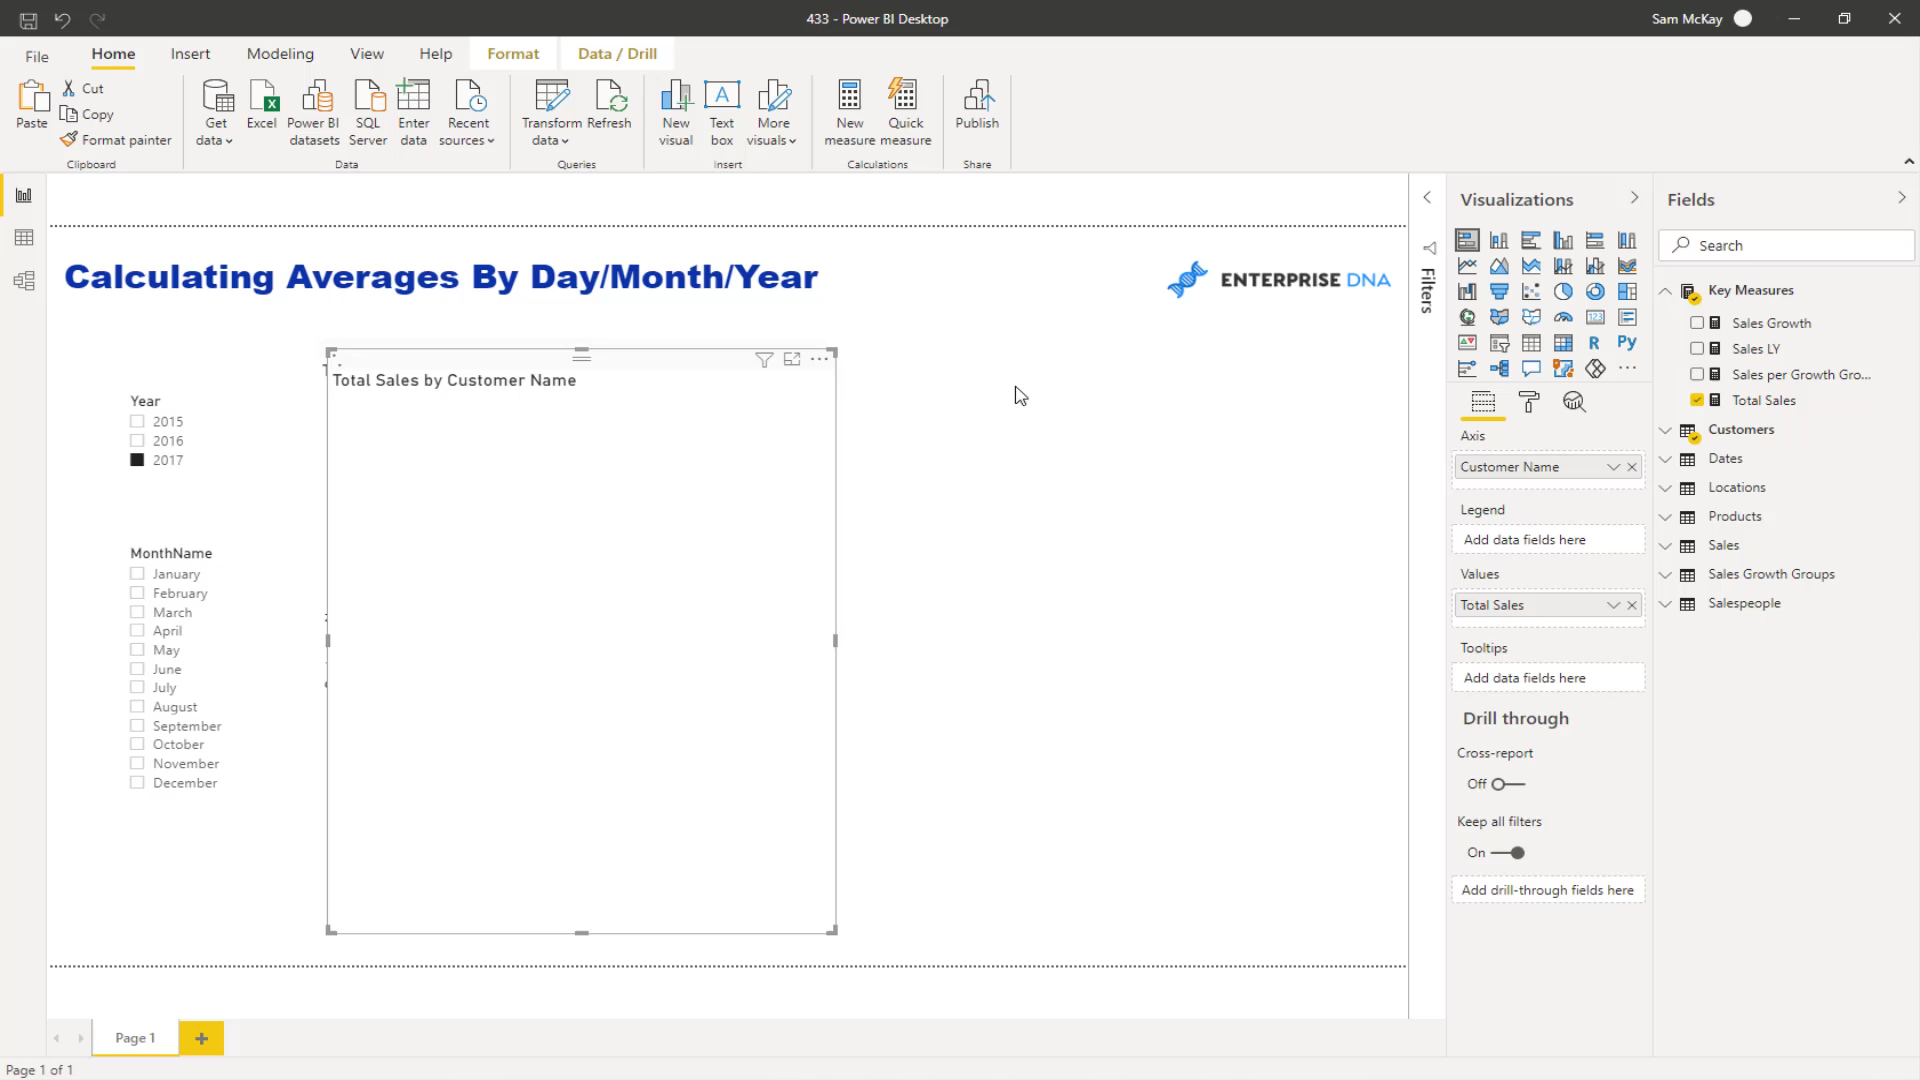 433 - Power BI Desktop
Sam McKay
File
Home
Insert
Modeling
View
Help
Format
Data / Drill
Paste
Cut
Copy
Format painter
Clipboard
Get data
Excel
Power BI datasets
SQL Server
Enter data
Recent sources
Data
Transform data
Refresh
Queries
New visual
A
Text box
More visuals
Insert
New measure
Quick measure
Calculations
Publish
Share
Calculating Averages By Day/Month/Year
ENTERPRISE DNA
Year
2015
2016
2017
MonthName
January
February
March
April
May
June
July
August
September
October
November
December
Total Sales by Customer Name
Filters
Visualizations
123
R
Py
Axis
Customer Name
Legend
Add data fields here
Values
Total Sales
Tooltips
Add data fields here
Drill through
Cross-report
Off
Keep all filters
On
Add drill-through fields here
Fields
Search
Key Measures
Sales Growth
Sales LY
Sales per Growth Gro...
Total Sales
Customers
Dates
Locations
Products
Sales
Sales Growth Groups
Salespeople
Page 1
Page 1 of 1